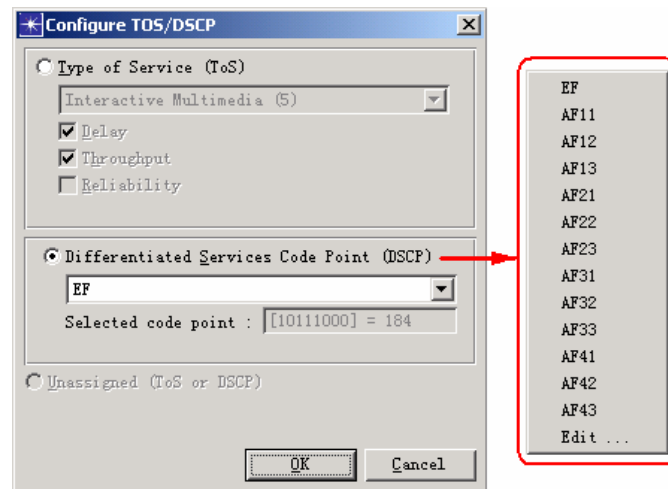 Configure TOS/DSCP
Type of Service (ToS)
Interactive Multimedia (5)
Delay
Throughput
Reliability
Differentiated Services Code Point (DSCP)
EF
Selected code point : [10111000] = 184
Unassigned (ToS or DSCP)
OK Cancel
EF
AF11
AF12
AF13
AF21
AF22
AF23
AF31
AF32
AF33
AF41
AF42
AF43
Edit ...